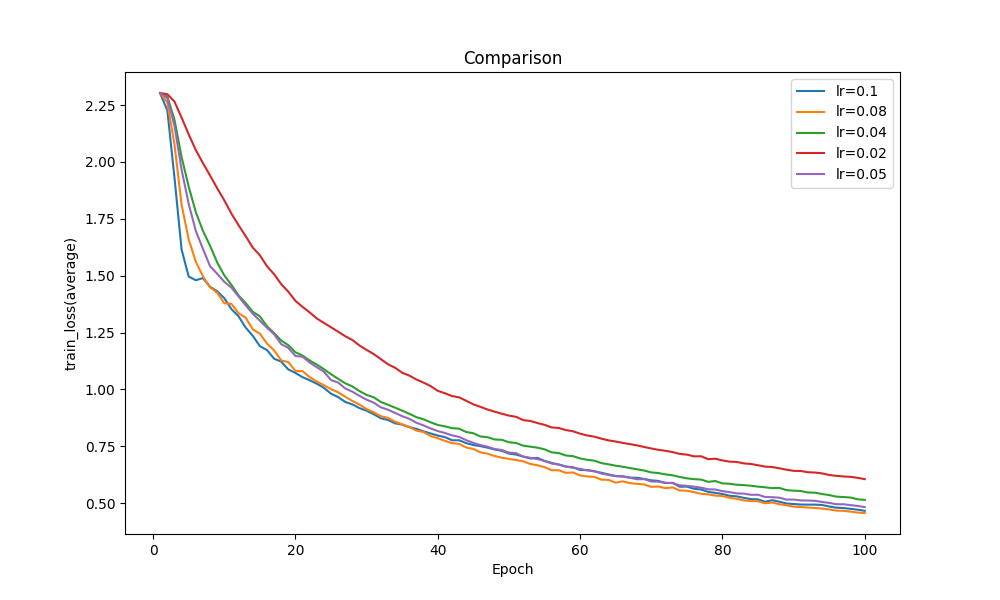 Comparison
lr=0.1
lr=0.08
lr=0.04
lr=0.02
lr=0.05
train_loss(average)
2.25
2.00
1.75
1.50
1.25
1.00
0.75
0.50
0 20 40 60 80 100
Epoch